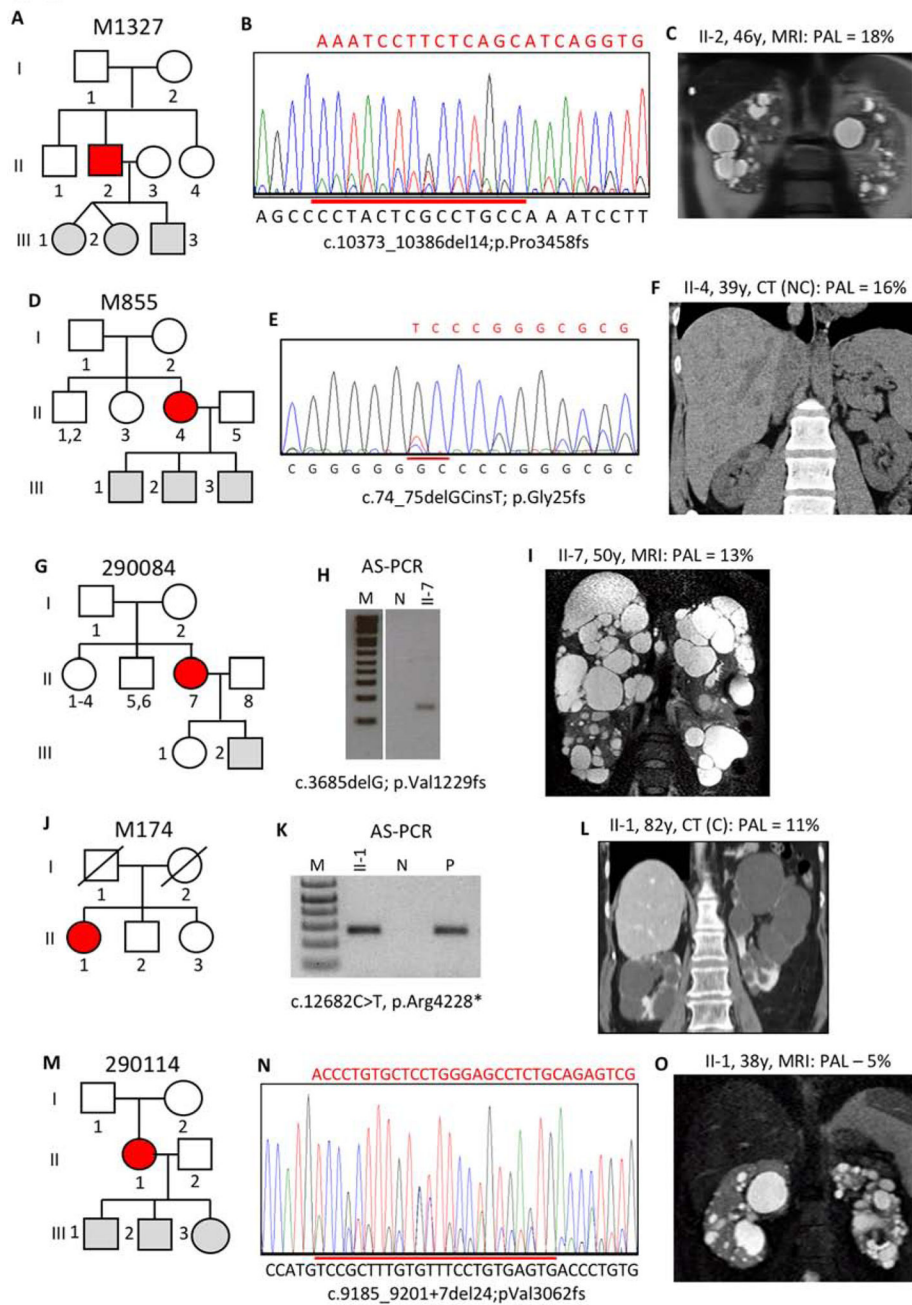 A
M1327
I
1
2
II
1
2
3
4
III
1
2
3
B
AAATCCTTCTCAGCATCAGGTG
AGCCCCCTACTCGCCTGCCAAATCCTT
c.10373_10386del14;p.Pro3458fs
C
II-2, 46y, MRI: PAL = 18%
D
M855
I
1
2
II
1,2
3
4
5
III
1
2
3
E
T C C C G G G C G C G
C G G G G G G C C C C G G G C G C
c.74_75delGCinsT; p.Gly25fs
F
II-4, 39y, CT (NC): PAL = 16%
G
290084
I
1
2
II
1-4
5,6
7
8
III
1
2
H
AS-PCR
M N II-7
c.3685delG; p.Val1229fs
I
II-7, 50y, MRI: PAL = 13%
J
M174
I
1
2
II
1
2
3
K
AS-PCR
M II-1 N P
c.12682C>T, p.Arg4228*
L
II-1, 82y, CT (C): PAL = 11%
M
290114
I
1
2
II
1
2
III
1
2
3
N
ACCCTGTGCTCCTGGGAGCCTCTGCAGAGTCG
CCATGTCCGCTTTGTGTTTCCTGTGAGTGACCCTGTG
c.9185_9201+7del24;pVal3062fs
O
II-1, 38y, MRI: PAL – 5%